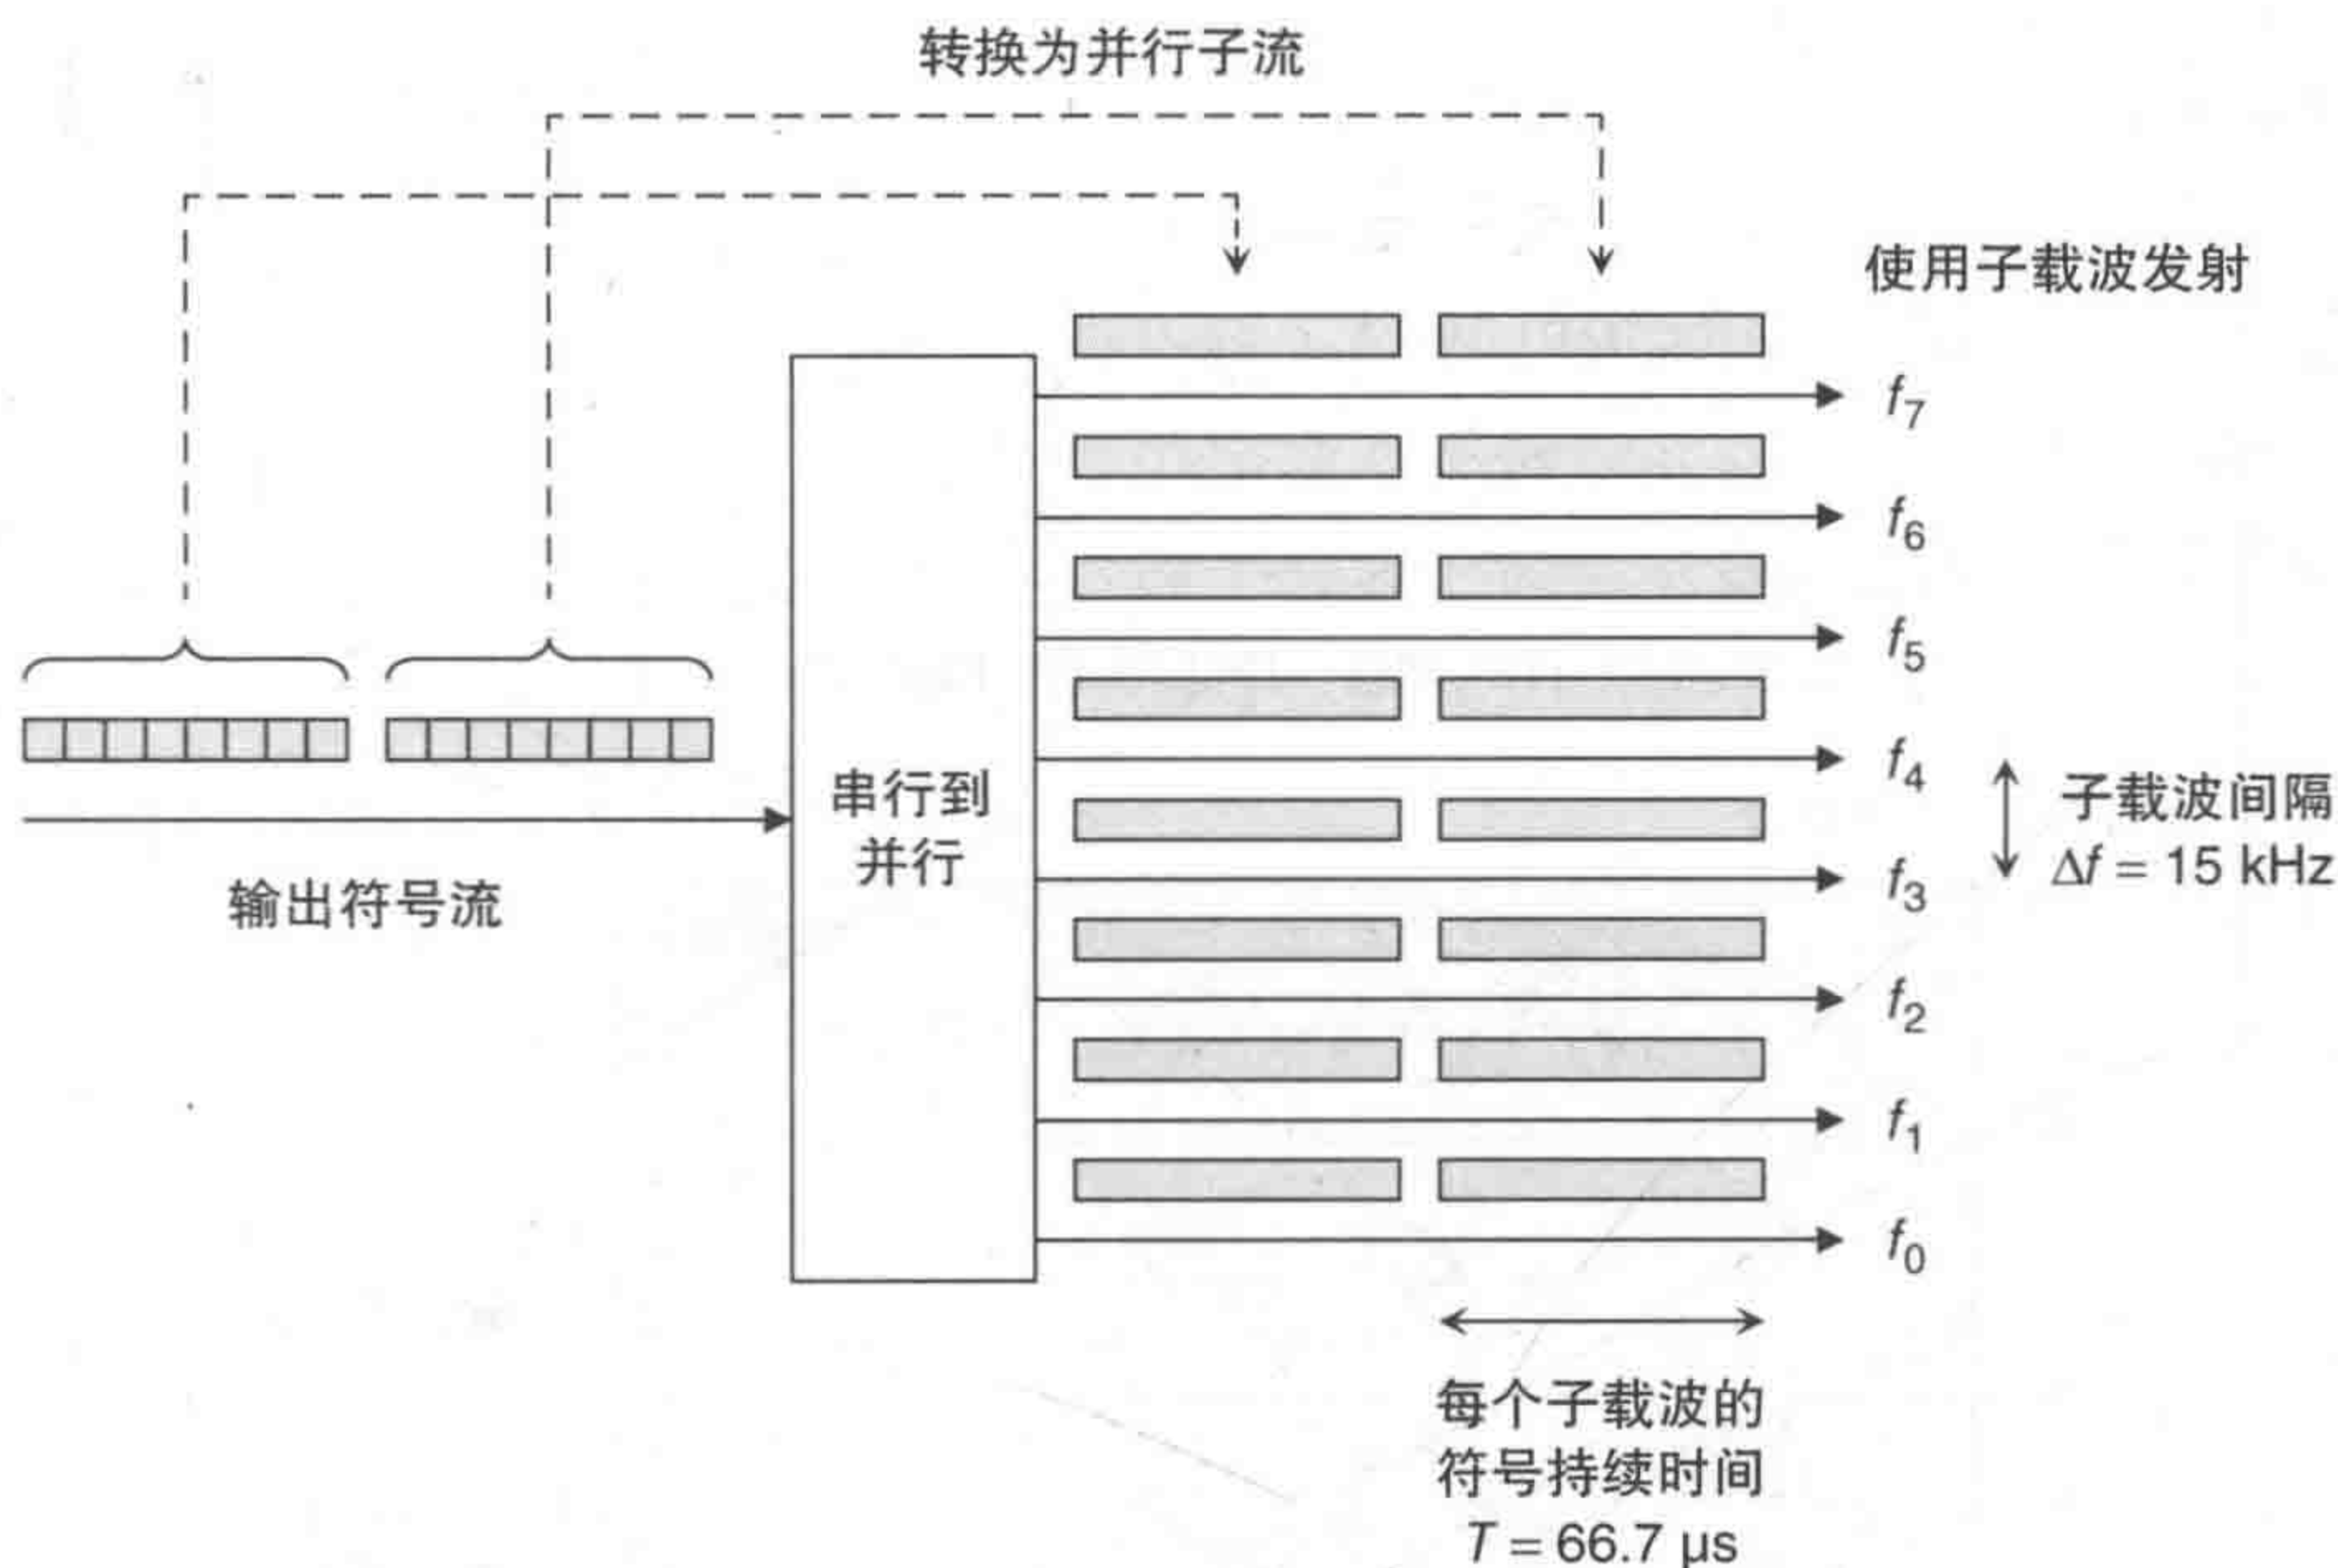 转换为并行子流
使用子载波发射
f7
f6
f5
f4
f3
f2
f1
f0
串行到
并行
输出符号流
子载波间隔
Δf = 15 kHz
每个子载波的
符号持续时间
T = 66.7 μs